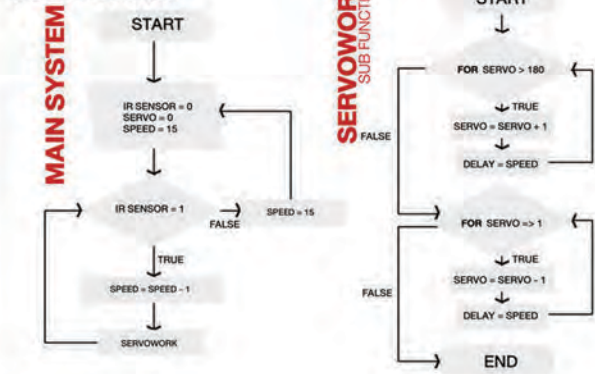 MAIN SYSTEM
START
IR SENSOR = 0
SERVO = 0
SPEED = 15
IR SENSOR = 1
FALSE
SPEED = 15
TRUE
SPEED = SPEED - 1
SERVOWORK
SUB FUNCTI
START
FOR SERVO > 180
TRUE
SERVO = SERVO + 1
FALSE
DELAY = SPEED
FOR SERVO => 1
TRUE
SERVO = SERVO - 1
FALSE
DELAY = SPEED
END